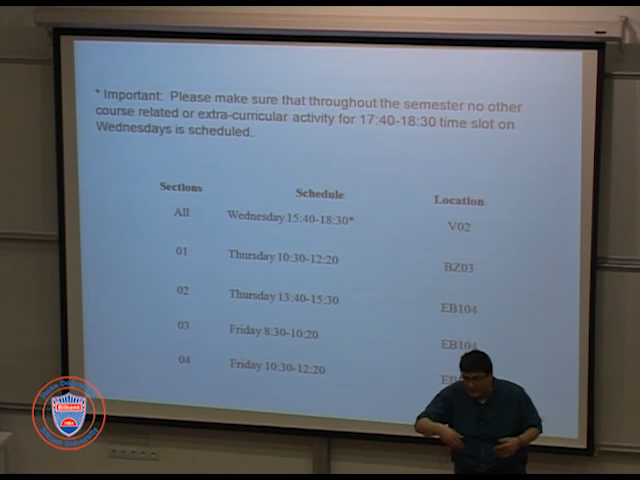 * Important: Please make sure that throughout the semester no other
course related or extra-curricular activity for 17:40-18:30 time slot on
Wednesdays is scheduled.
Sections Schedule Location
All Wednesday 15:40-18:30* V02
01 Thursday 10:30-12:20 BZ03
02 Thursday 13:40-15:30 EB104
03 Friday 8:30-10:20 EB104
04 Friday 10:30-12:20
Bilkent